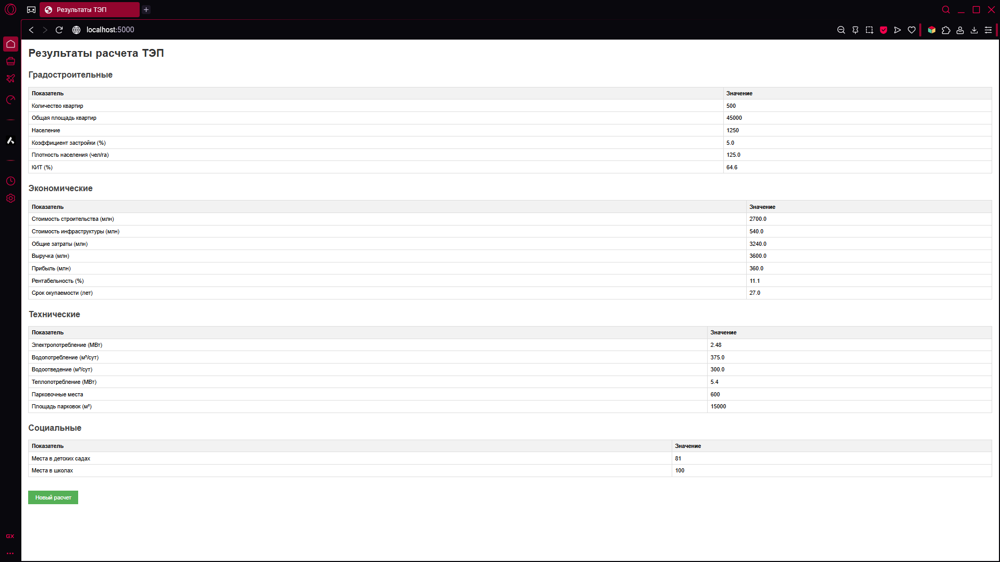 Результаты ТЭП
localhost:5000
Результаты расчета ТЭП
Градостроительные
Показатель Значение
Количество квартир 500
Общая площадь квартир 45000
Население 1250
Коэффициент застройки (%) 5.0
Плотность населения (чел/га) 125.0
КИТ (%) 64.6
Экономические
Показатель Значение
Стоимость строительства (млн) 2700.0
Стоимость инфраструктуры (млн) 540.0
Общие затраты (млн) 3240.0
Выручка (млн) 3600.0
Прибыль (млн) 360.0
Рентабельность (%) 11.1
Срок окупаемости (лет) 27.0
Технические
Показатель Значение
Электропотребление (МВт) 2.48
Водопотребление (м³/сут) 375.0
Водоотведение (м³/сут) 300.0
Теплопотребление (МВт) 5.4
Парковочные места 600
Площадь парковок (м²) 15000
Социальные
Показатель Значение
Места в детских садах 81
Места в школах 100
Новый расчет
GX